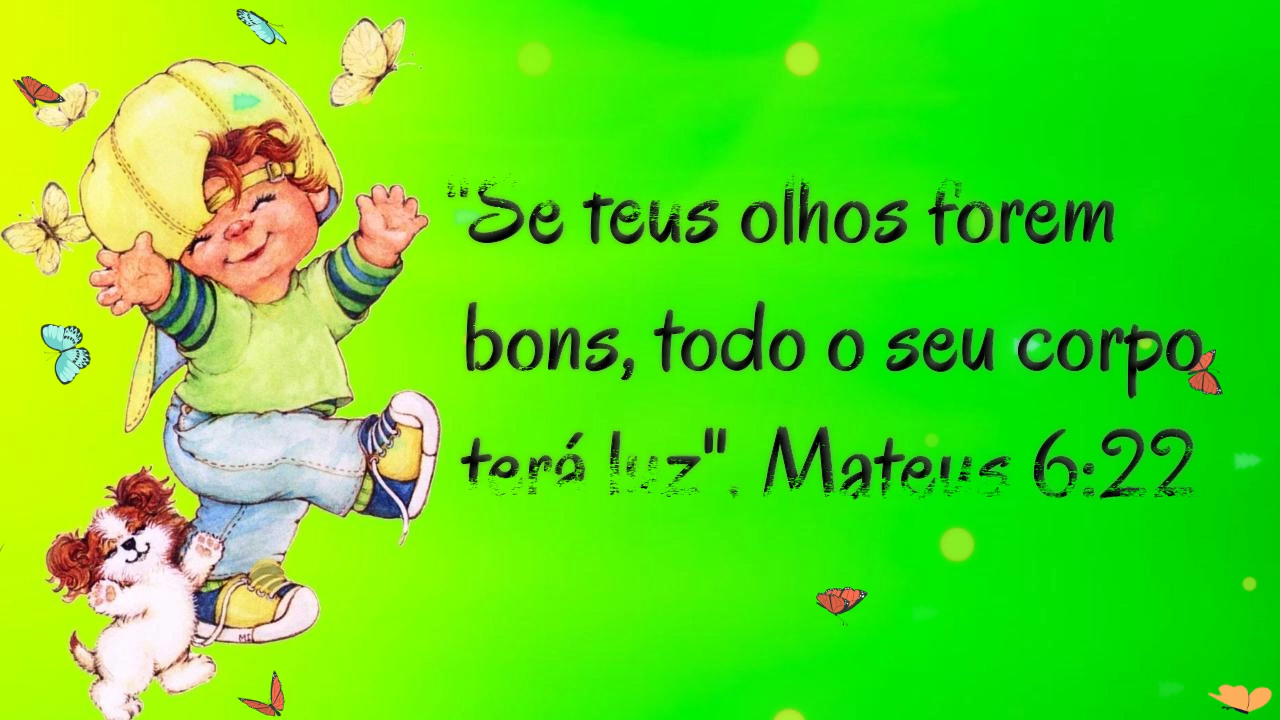 "Se teus olhos forem
bons, todo o seu corpo
terá luz". Mateus 6:22